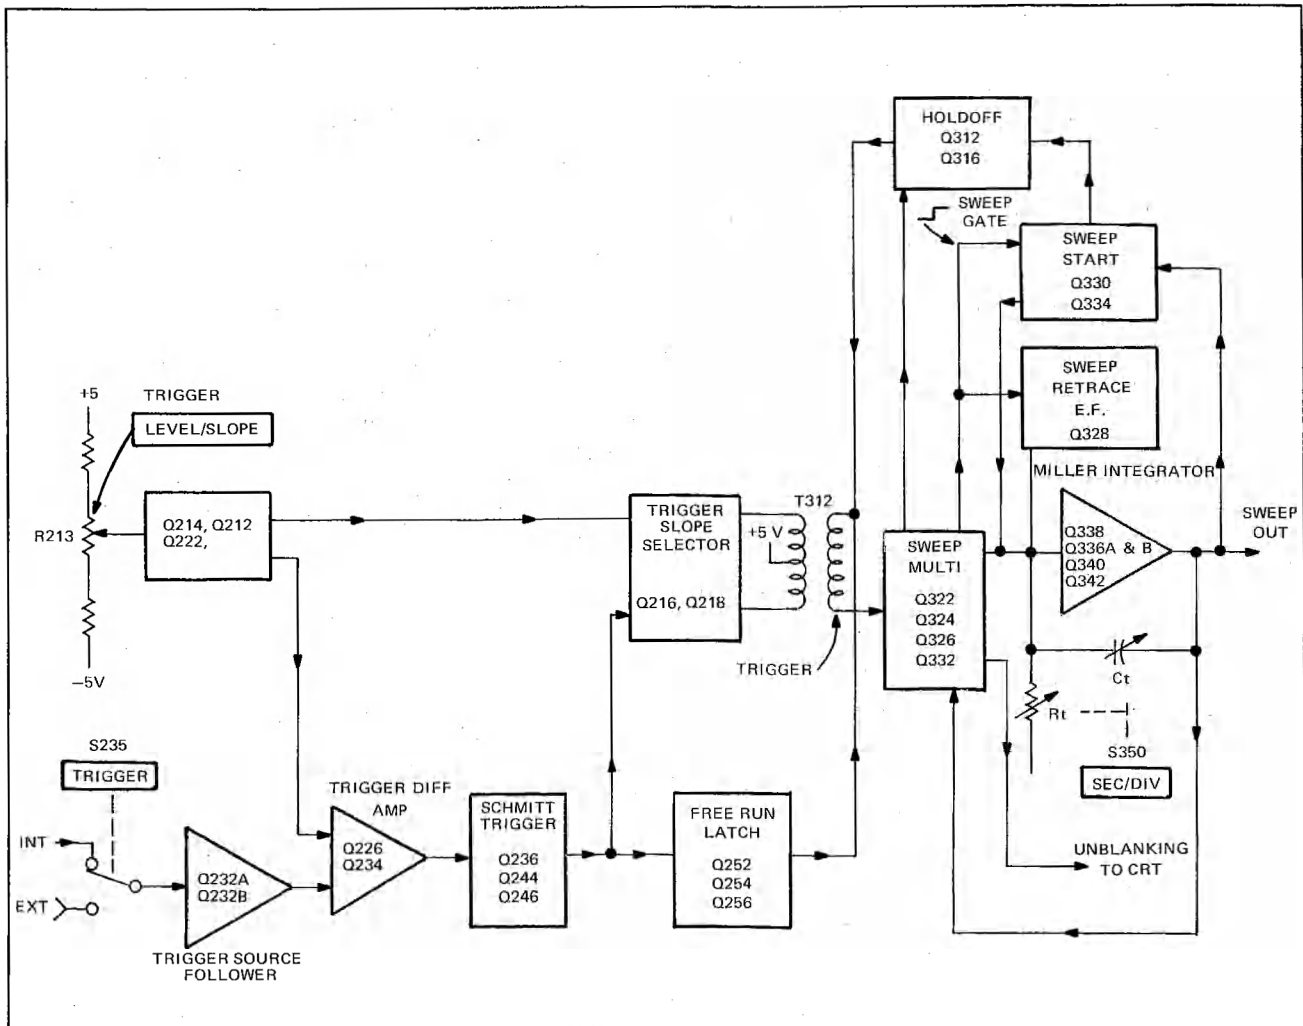 HOLDOFF
Q312
Q316
SWEEP
GATE
SWEEP
START
Q330
Q334
SWEEP
RETRACE
E.F.
Q328
MILLER INTEGRATOR
+5
TRIGGER
LEVEL/SLOPE
R213
Q214, Q212
Q222,
-5V
TRIGGER
SLOPE
SELECTOR
Q216, Q218
T312
+5 V
TRIGGER
SWEEP
MULTI
Q322
Q324
Q326
Q332
Q338
Q336A & B
Q340
Q342
SWEEP
OUT
Ct
Rt
S350
SEC/DIV
UNBLANKING
TO CRT
S235
TRIGGER
INT
EXT
Q232A
Q232B
TRIGGER SOURCE
FOLLOWER
TRIGGER DIFF
AMP
Q226
Q234
SCHMITT
TRIGGER
Q236
Q244
Q246
FREE RUN
LATCH
Q252
Q254
Q256